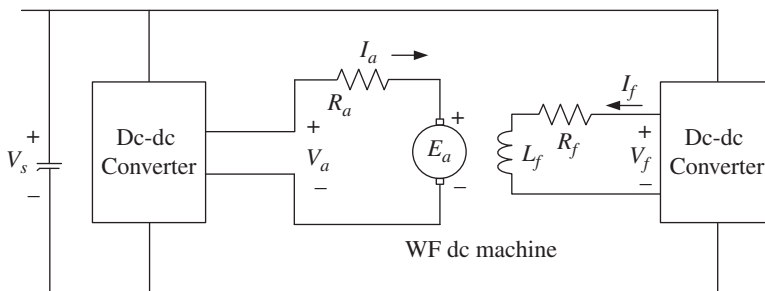 V_s
+
−
Dc-dc
Converter
I_a
R_a
+
V_a
−
+
E_a
−
L_f
R_f
I_f
+
V_f
−
Dc-dc
Converter
WF dc machine